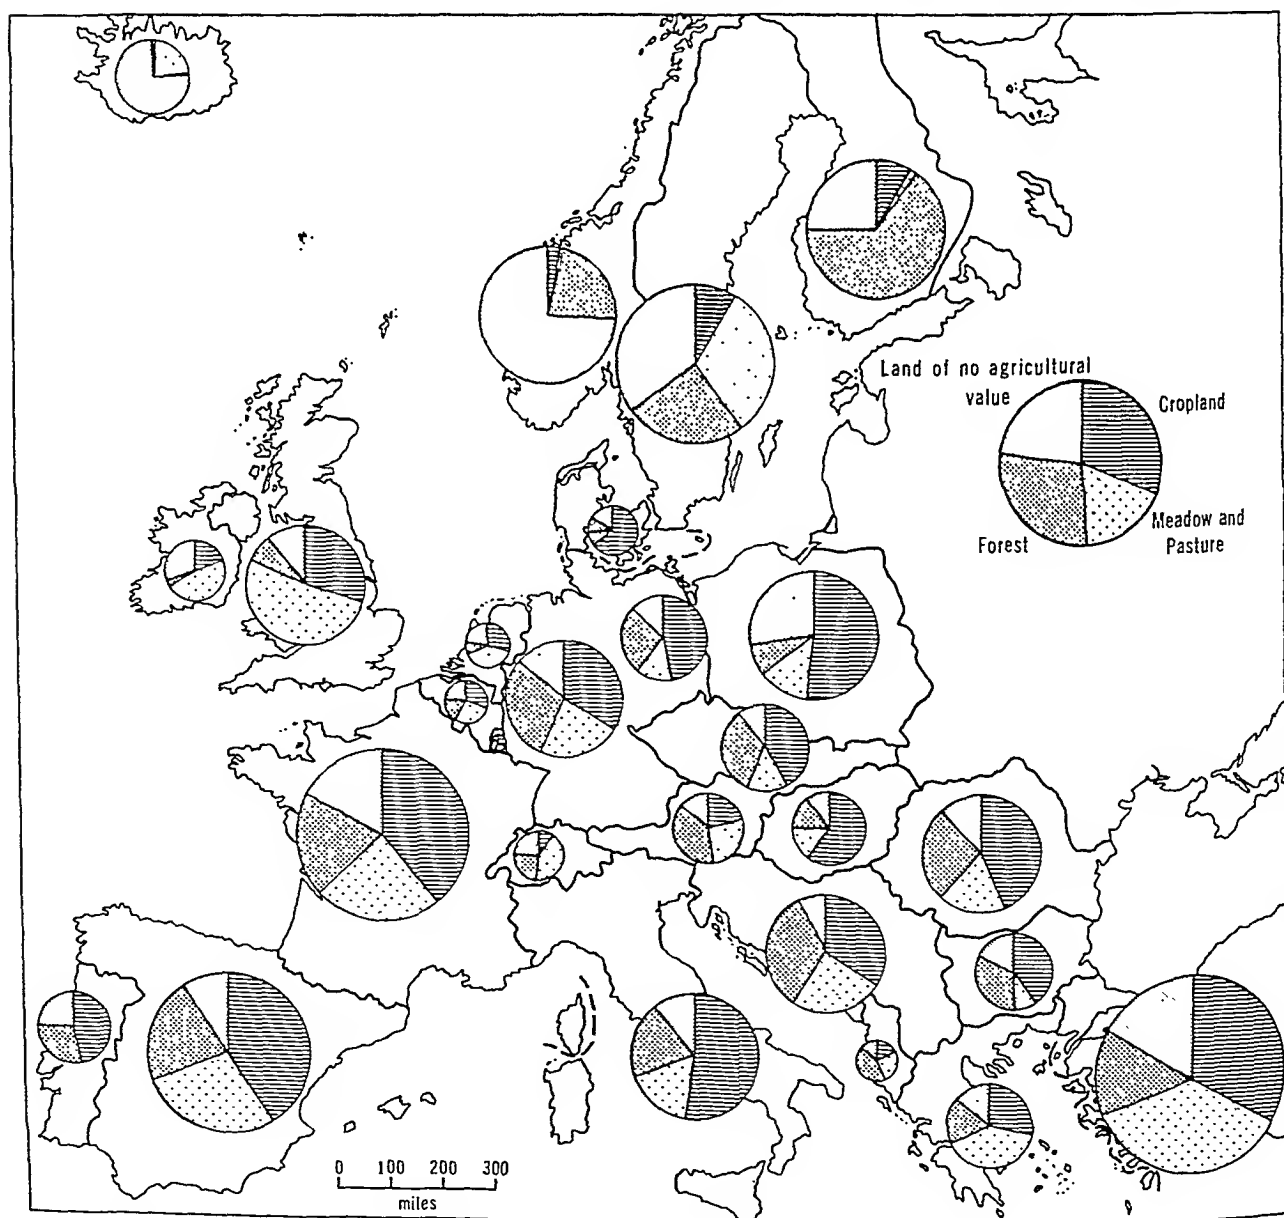 Land of no agricultural
value
Cropland
Meadow and
Pasture
Forest
0 100 200 300
miles